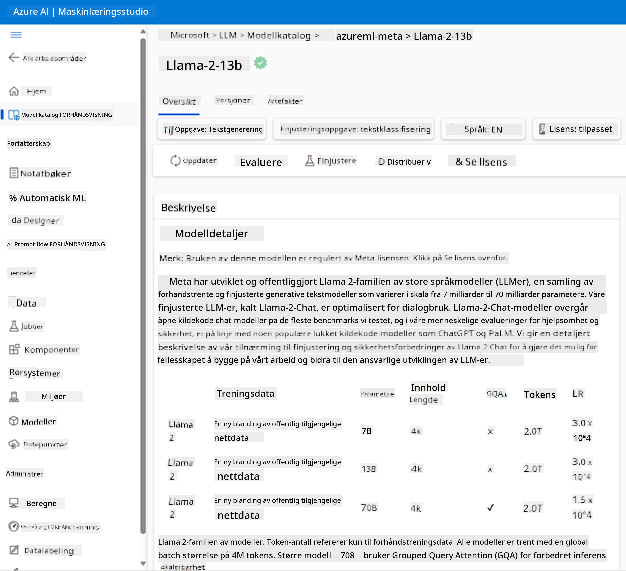 Azure AI | Maskinlæringsstudio
Microsoft > LLM > Modellkatalog > azureml-meta > Llama-2-13b
Alle arbeidsområder
Llama-2-13b
Hjem
Modellkatalog FORHÅNDSVISNING
Oversikt Versjoner Artefakter
Forfatterskap
Oppgave: Tekstgenerering
Finjusteringsoppgave: tekstklassifisering
Språk: EN
Lisens: tilpasset
Notatbøker
% Automatisk ML
da Designer
> Prompt flow FORHÅNDSVISNING
Oppdater Evaluere Finjustere D Distribuer v & Se lisens
Beskrivelse
Modelldetaljer
Merk: Bruken av denne modellen er regulert av Meta lisensen. Klikk på Se lisens ovenfor.
Eiendeler
Data
Jobber
Komponenter
Rørsystemer
Miljøer
Modeller
Endepunkter
Administrer
Beregne
Datalabeling
Meta har utviklet og offentliggjort Llama 2-familien av store språkmodeller (LLMer), en samling av
forhåndstrente og finjusterte generative tekstmodeller som varierer i skala fra 7 milliarder til 70 milliarder parametere. Våre
finjusterte LLM-er, kalt Llama-2-Chat, er optimalisert for dialogbruk. Llama-2-Chat-modeller overgår
åpne kildekode chat-modeller på de fleste benchmarks vi testet, og i våre menneskelige evalueringer for hjelpsomhet og
sikkerhet, er på linje med noen populære lukket kildekode modeller som ChatGPT og PaLM. Vi gir en detaljert
beskrivelse av vår tilnærming til finjustering og sikkerhetsforbedringer av Llama 2 Chat for å gjøre det mulig for
fellesskapet å bygge på vårt arbeid og bidra til den ansvarlige utviklingen av LLM-er.
Treningsdata Parametere Innhold Lengde GQA Tokens LR
Llama 2 En ny blanding av offentlig tilgjengelige nettdata 7B 4k x 2.0T 3.0 x 10^4
Llama 2 En ny blanding av offentlig tilgjengelige nettdata 13B 4k x 2.0T 3.0 x 10^4
Llama 2 En ny blanding av offentlig tilgjengelige nettdata 70B 4k ✓ 2.0T 1.5 x 10^4
Llama 2-familien av modeller. Token-antall refererer kun til forhåndstreningsdata. Alle modeller er trent med en global
batch størrelse på 4M tokens. Større modell - 70B - bruker Grouped Query Attention (GQA) for forbedret inferens
skalerbarhet